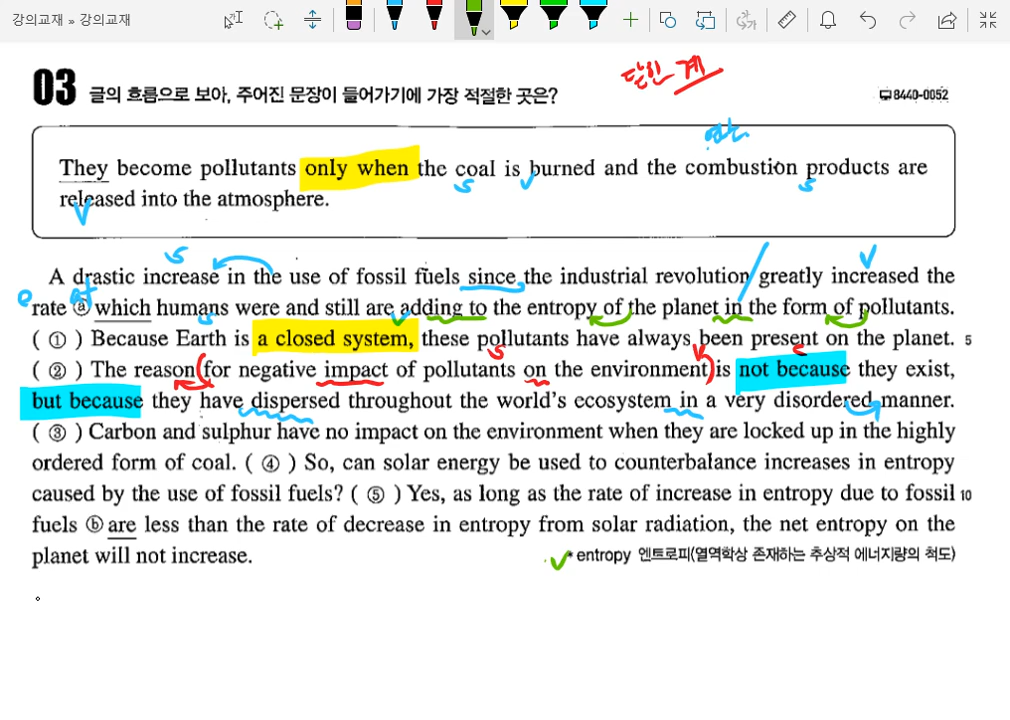 강의교재 » 강의교재
가
닫힌 계
03 글의 흐름으로 보아, 주어진 문장이 들어가기에 가장 적절한 곳은? 8440-0052
They become pollutants only when the coal is burned and the combustion products are
s s
released into the atmosphere.
s
A drastic increase in the use of fossil fuels since the industrial revolution greatly increased the
rate ⓐ which humans were and still are adding to the entropy of the planet in the form of pollutants.
at s
( ① ) Because Earth is a closed system, these pollutants have always been present on the planet. 5
s
( ② ) The reason for negative impact of pollutants on the environment is not because they exist,
but because they have dispersed throughout the world's ecosystem in a very disordered manner.
( ③ ) Carbon and sulphur have no impact on the environment when they are locked up in the highly
ordered form of coal. ( ④ ) So, can solar energy be used to counterbalance increases in entropy
caused by the use of fossil fuels? ( ⑤ ) Yes, as long as the rate of increase in entropy due to fossil 10
fuels ⓑ are less than the rate of decrease in entropy from solar radiation, the net entropy on the
planet will not increase.
* entropy 엔트로피(열역학상 존재하는 추상적 에너지량의 척도)